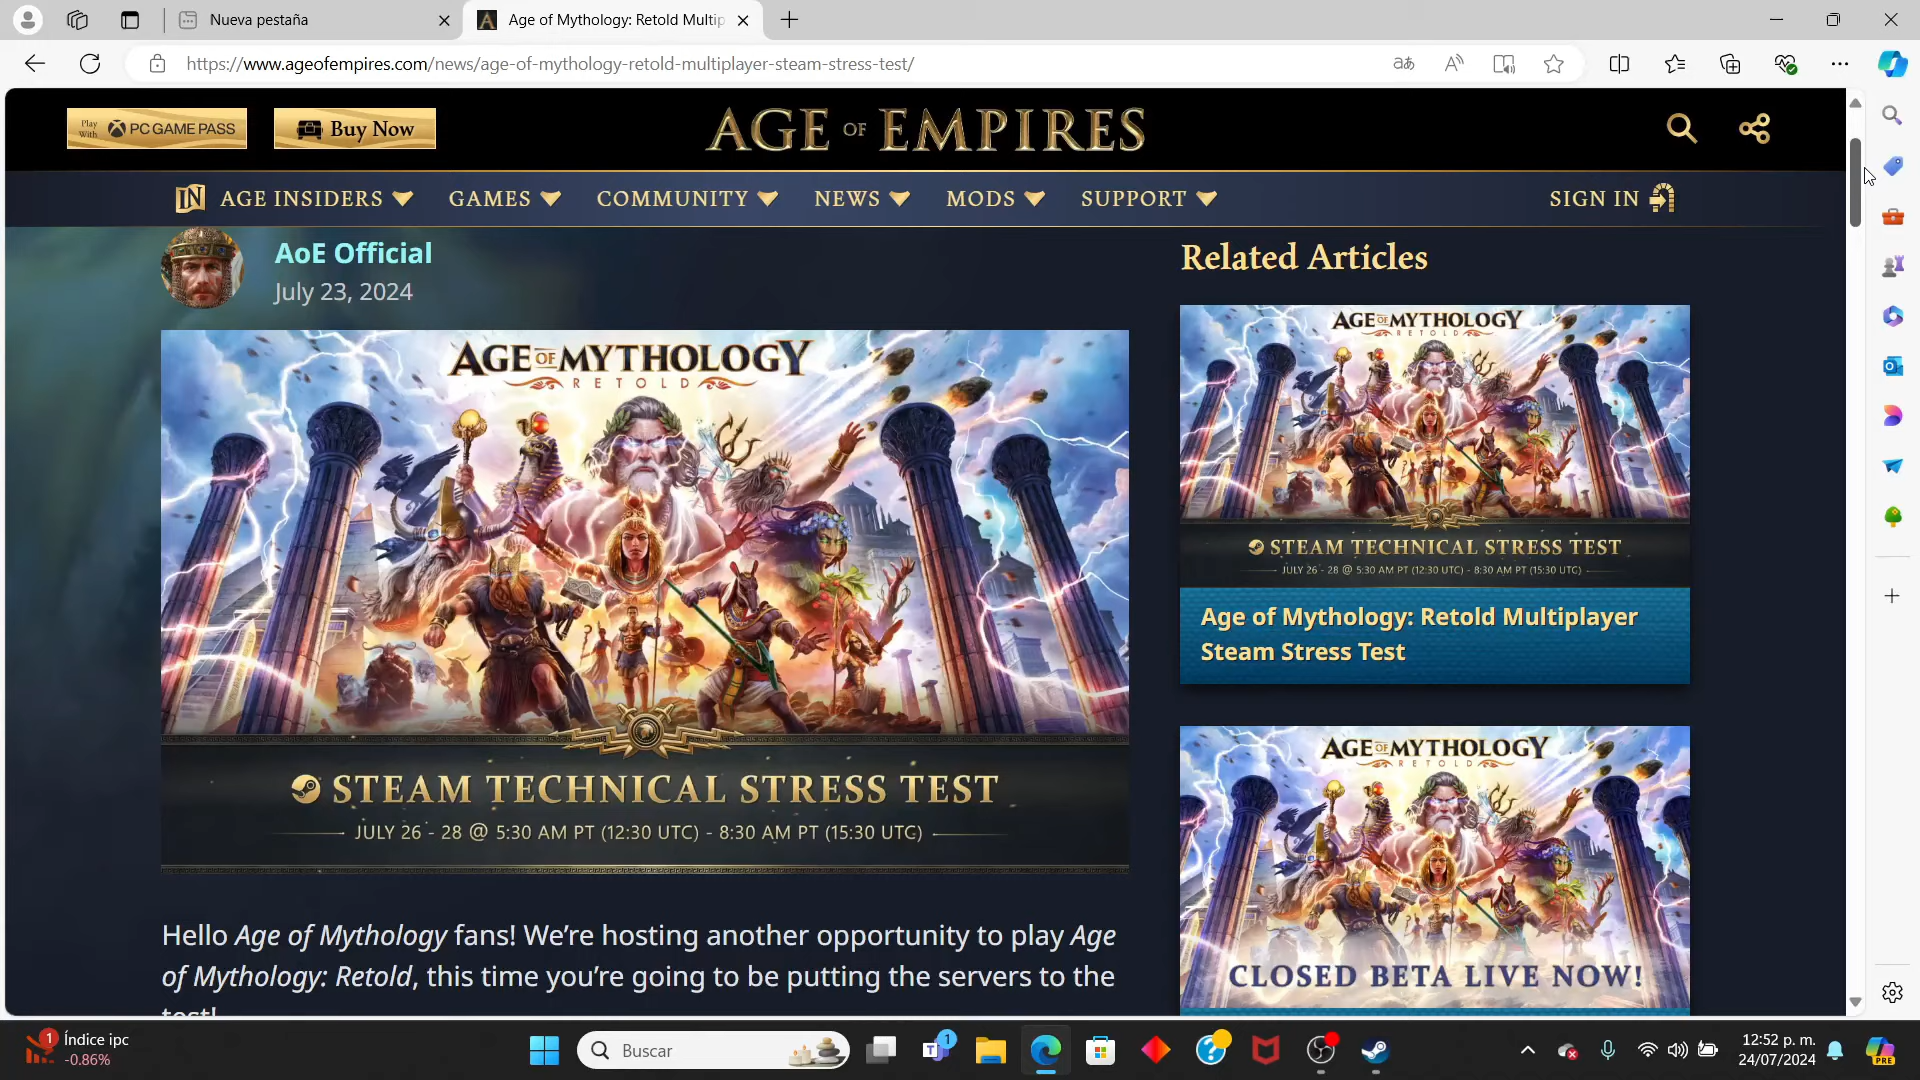 Nueva pestaña
Age of Mythology: Retold Multip
https://www.ageofempires.com/news/age-of-mythology-retold-multiplayer-steam-stress-test/
Play With PC GAME PASS
Buy Now
AGE OF EMPIRES
IN AGE INSIDERS GAMES COMMUNITY NEWS MODS SUPPORT SIGN IN
AoE Official
July 23, 2024
AGE OF MYTHOLOGY
RETOLD
STEAM TECHNICAL STRESS TEST
JULY 26 - 28 @ 5:30 AM PT (12:30 UTC) - 8:30 AM PT (15:30 UTC)
Hello Age of Mythology fans! We’re hosting another opportunity to play Age
of Mythology: Retold, this time you’re going to be putting the servers to the
test!
Related Articles
AGE OF MYTHOLOGY
RETOLD
STEAM TECHNICAL STRESS TEST
JULY 26 - 28 @ 5:30 AM PT (12:30 UTC) - 8:30 AM PT (15:30 UTC)
Age of Mythology: Retold Multiplayer
Steam Stress Test
AGE OF MYTHOLOGY
RETOLD
CLOSED BETA LIVE NOW!
1
Índice ipc
-0.86%
Buscar
1
12:52 p. m.
24/07/2024
PRE